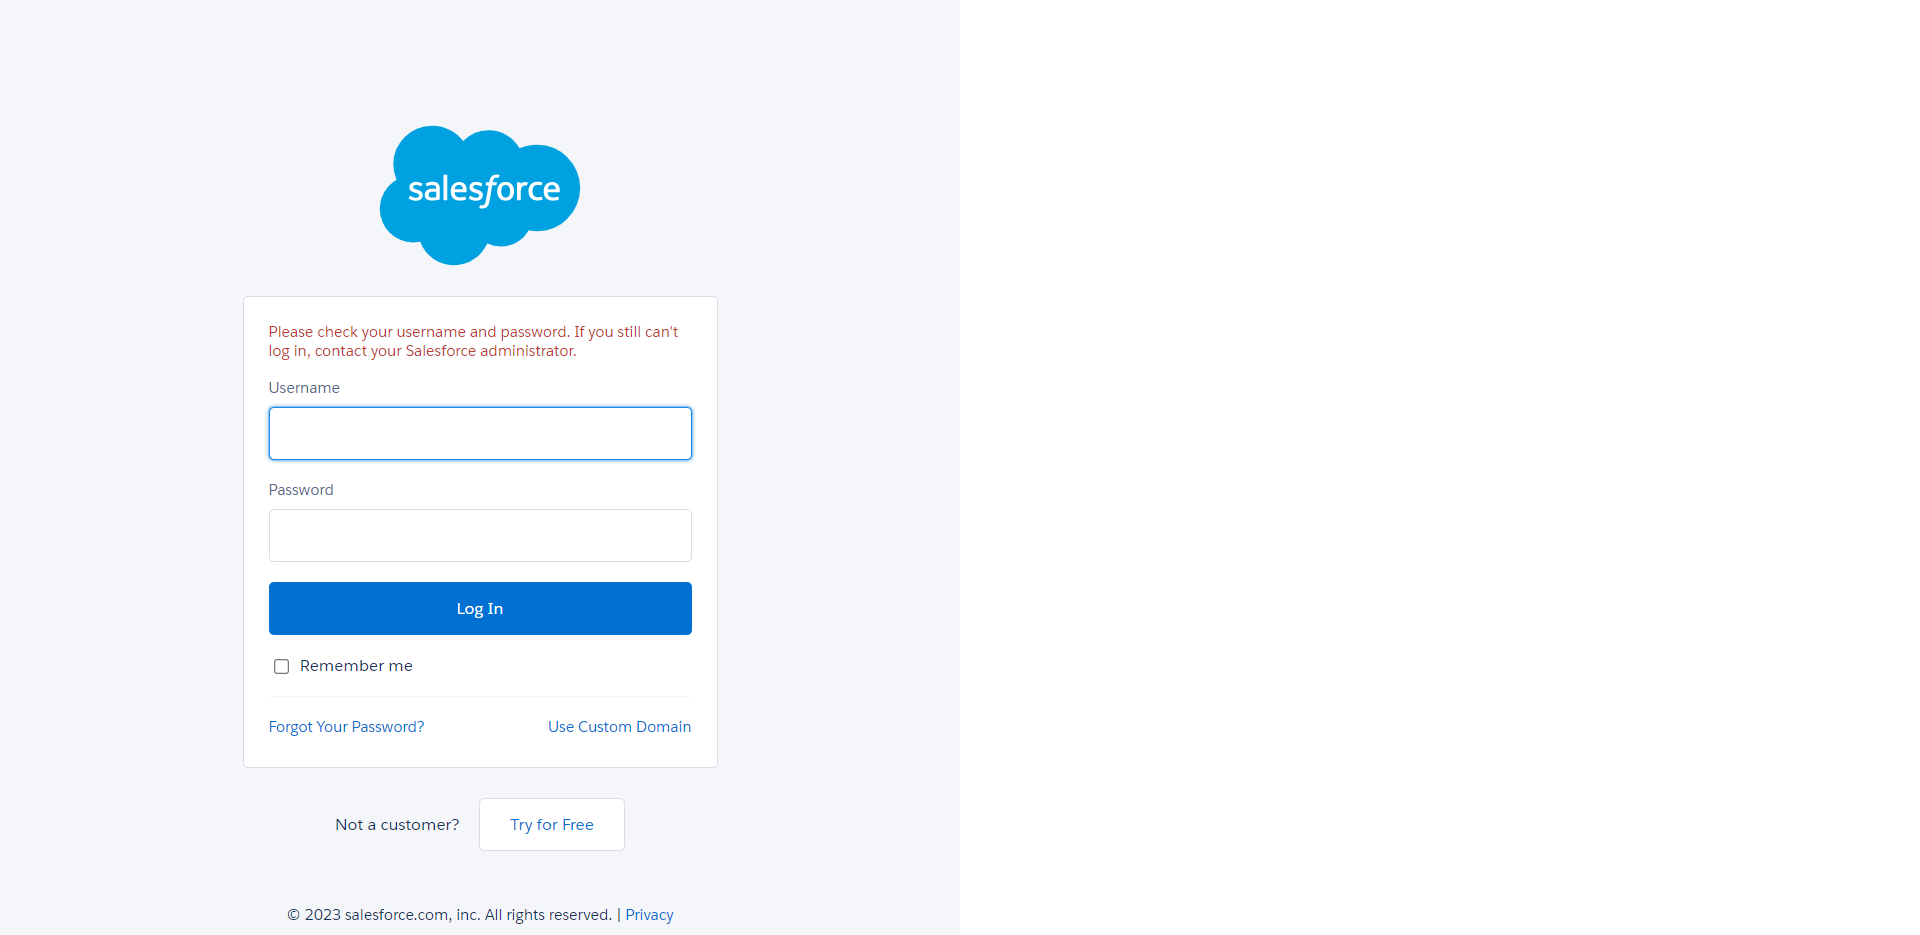 salesforce
Please check your username and password. If you still can't
log in, contact your Salesforce administrator.
Username
Password
Log In
Remember me
Forgot Your Password?
Use Custom Domain
Not a customer?
Try for Free
© 2023 salesforce.com, inc. All rights reserved. | Privacy